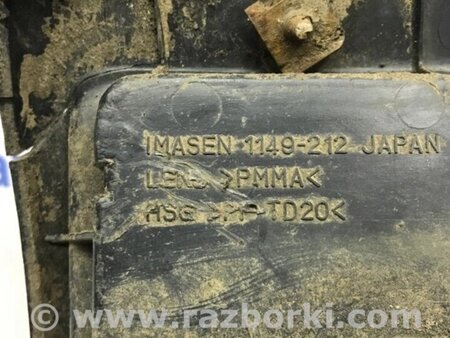 IMASEN 1149-212 JAPAN
LENS >PMMA<
HSG >PP-TD20<
© www.razborki.com